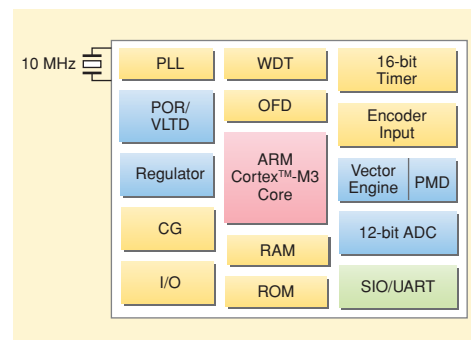 10 MHz
PLL
WDT
16-bit
Timer
POR/
VLTD
OFD
Encoder
Input
Regulator
ARM
Cortex™-M3
Core
Vector
Engine
PMD
CG
12-bit ADC
RAM
I/O
ROM
SIO/UART